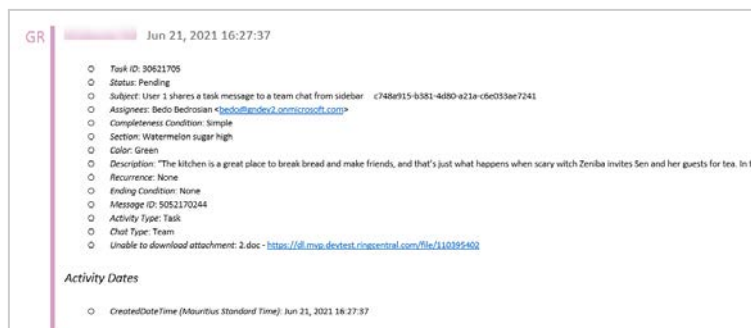 GR Jun 21, 2021 16:27:37
Task ID: 30621705
Status: Pending
Subject: User 1 shares a task message to a team chat from sidebar c748a915-b381-4d80-a21a-c6e033ae7241
Assignees: Bedo Bedrosian <bedo@gndev2.onmicrosoft.com>
Completeness Condition: Simple
Section: Watermelon sugar high
Color: Green
Description: "The kitchen is a great place to break bread and make friends, and that's just what happens when scary witch Zeniba invites Sen and her guests for tea. In t
Recurrence: None
Ending Condition: None
Message ID: 5052170244
Activity Type: Task
Chat Type: Team
Unable to download attachment: 2.doc - https://dl.mvp.devtest.ringcentral.com/file/110395402
Activity Dates
CreatedDateTime (Mauritius Standard Time): Jun 21, 2021 16:27:37